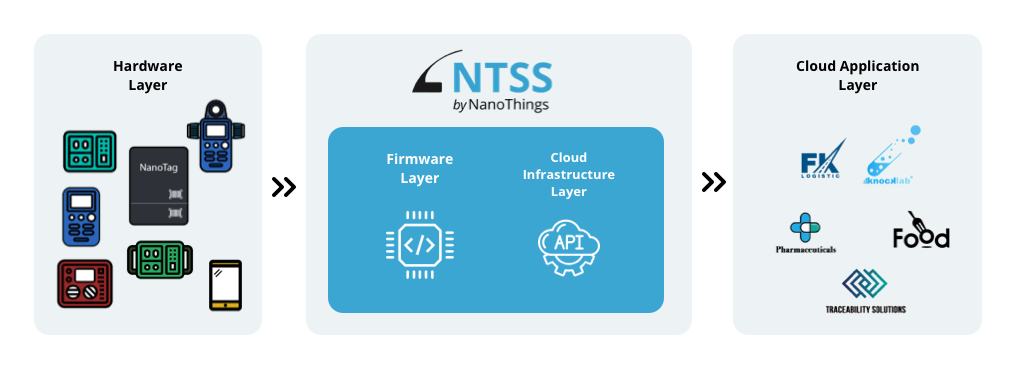 Hardware
Layer
NanoTag
NTSS
by NanoThings
Firmware
Layer
</>
Cloud
Infrastructure
Layer
API
Cloud Application
Layer
FK
LOGISTIC
knocklab
Pharmaceuticals
Food
TRACEABILITY SOLUTIONS